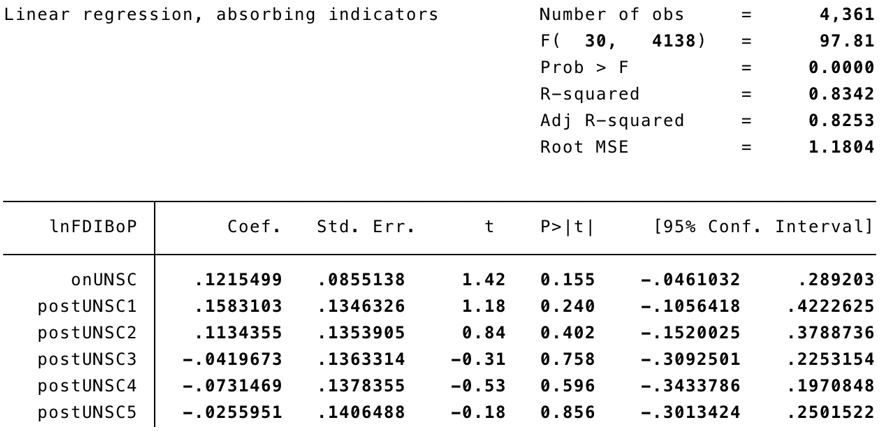 Linear regression, absorbing indicators Number of obs = 4,361
F( 30, 4138) = 97.81
Prob > F = 0.0000
R-squared = 0.8342
Adj R-squared = 0.8253
Root MSE = 1.1804
lnFDIBoP Coef. Std. Err. t P>|t| [95% Conf. Interval]
onUNSC .1215499 .0855138 1.42 0.155 -.0461032 .289203
postUNSC1 .1583103 .1346326 1.18 0.240 -.1056418 .4222625
postUNSC2 .1134355 .1353905 0.84 0.402 -.1520025 .3788736
postUNSC3 -.0419673 .1363314 -0.31 0.758 -.3092501 .2253154
postUNSC4 -.0731469 .1378355 -0.53 0.596 -.3433786 .1970848
postUNSC5 -.0255951 .1406488 -0.18 0.856 -.3013424 .2501522